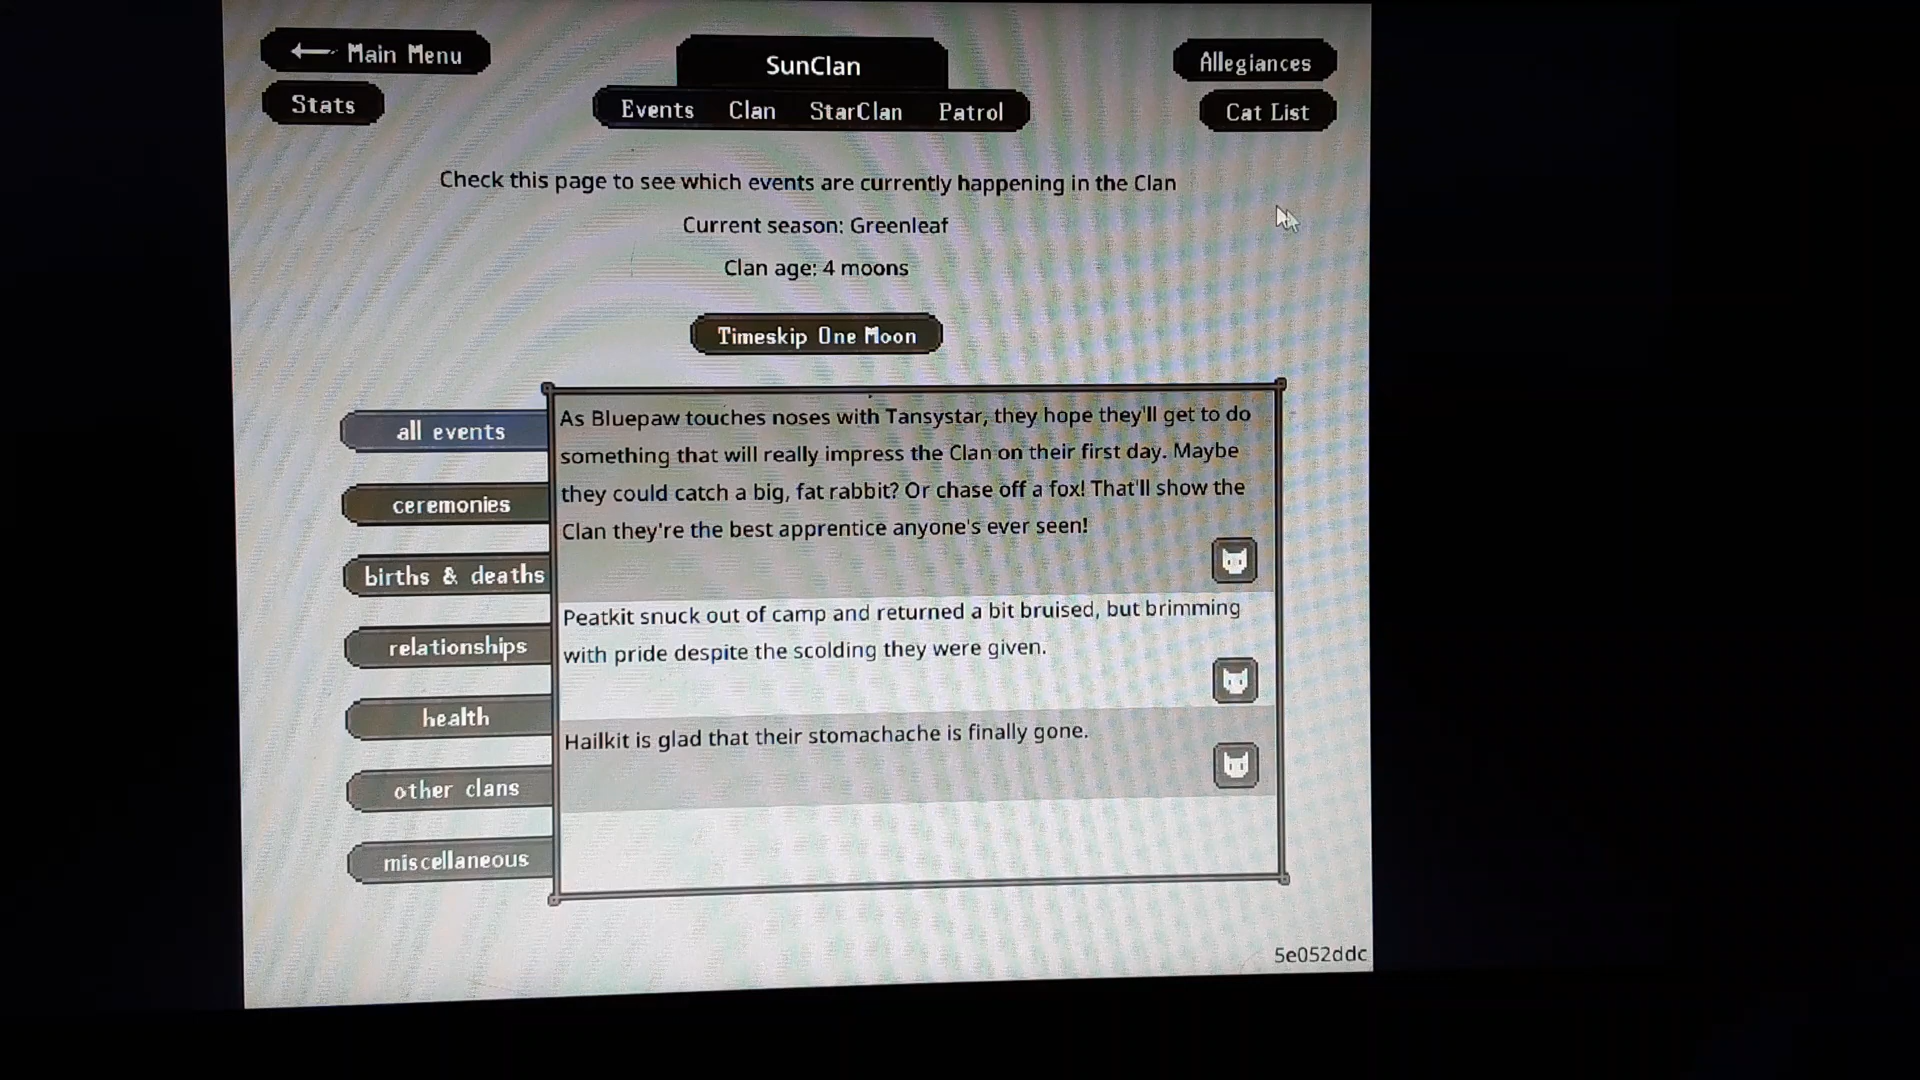 Main Menu
SunClan
Allegiances
Stats
Events Clan StarClan Patrol
Cat List
Check this page to see which events are currently happening in the Clan
Current season: Greenleaf
Clan age: 4 moons
Timeskip One Moon
all events
ceremonies
births & deaths
relationships
health
other clans
miscellaneous
As Bluepaw touches noses with Tansystar, they hope they'll get to do
something that will really impress the Clan on their first day. Maybe
they could catch a big, fat rabbit? Or chase off a fox! That'll show the
Clan they're the best apprentice anyone's ever seen!
Peatkit snuck out of camp and returned a bit bruised, but brimming
with pride despite the scolding they were given.
Hailkit is glad that their stomachache is finally gone.
5e052ddc